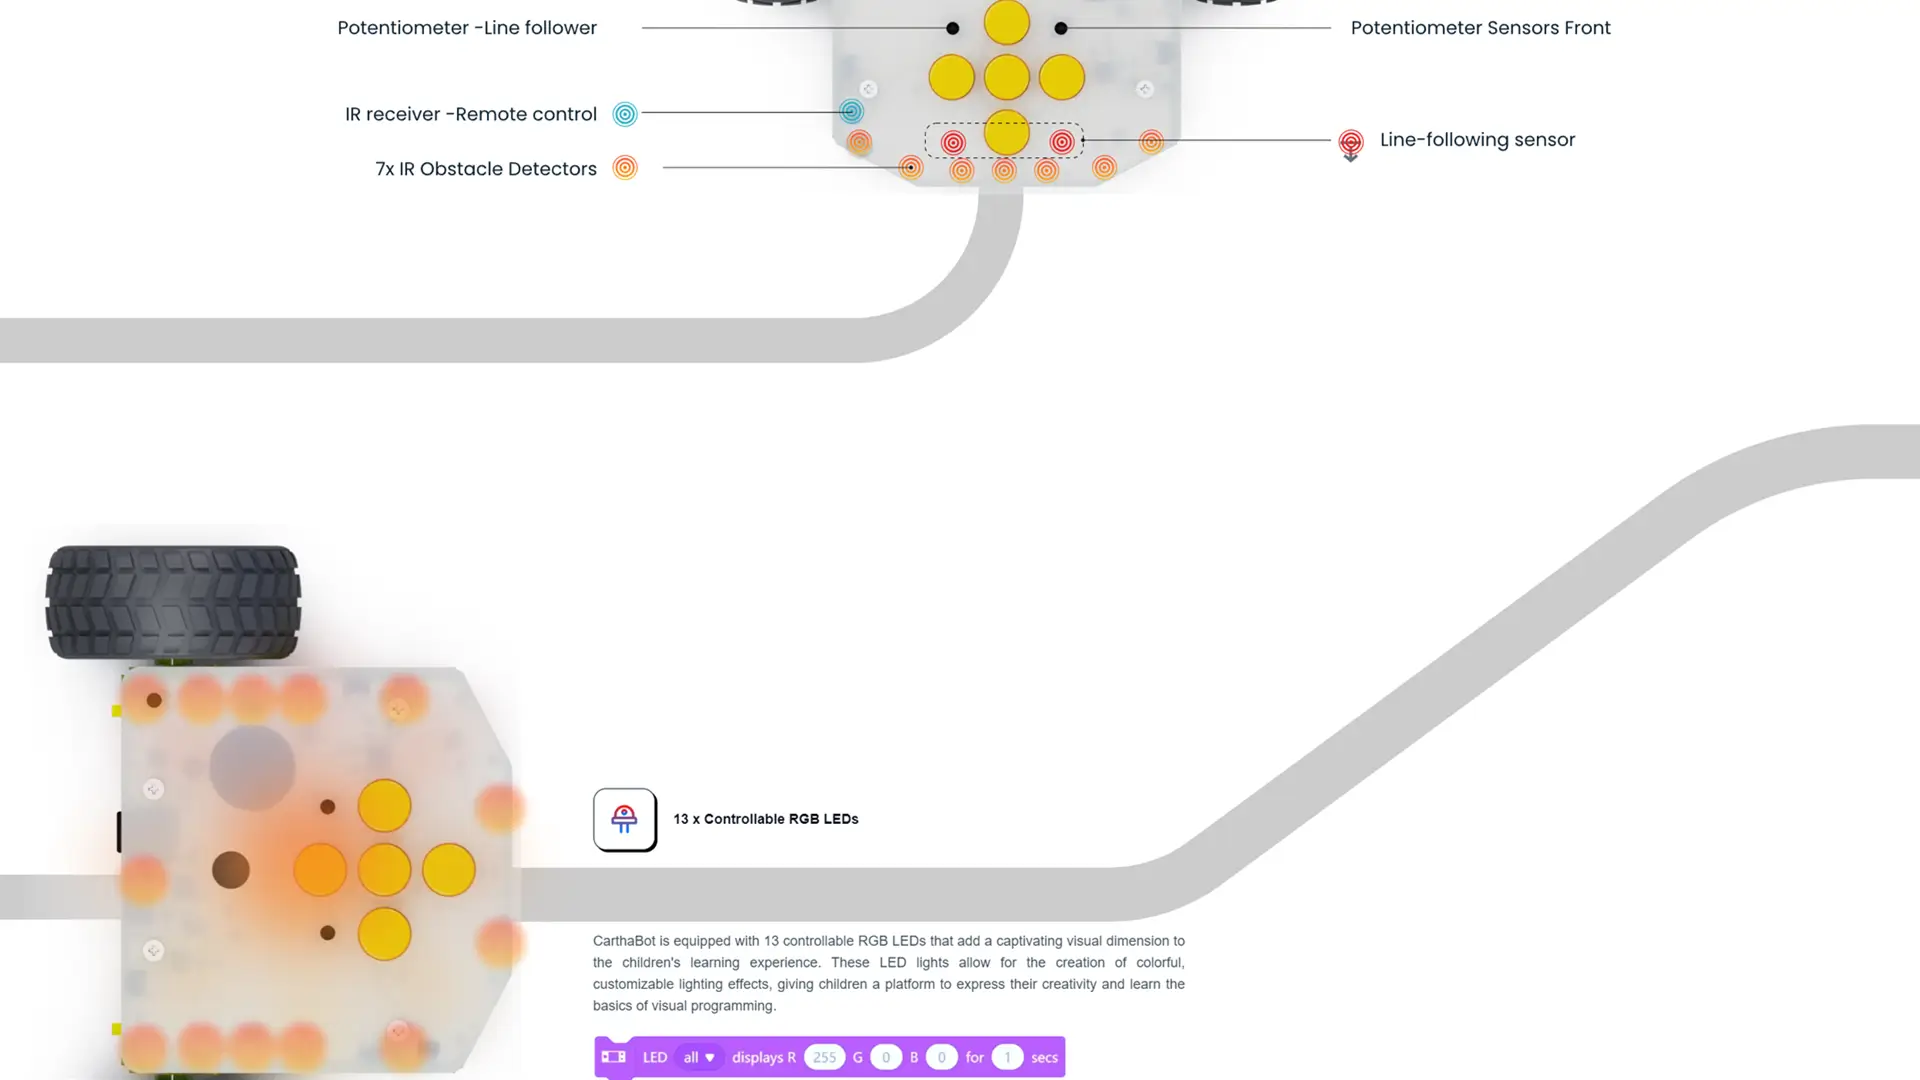 Potentiometer -Line follower
Potentiometer Sensors Front
IR receiver -Remote control
Line-following sensor
7x IR Obstacle Detectors
13 x Controllable RGB LEDs
CarthaBot is equipped with 13 controllable RGB LEDs that add a captivating visual dimension to
the children's learning experience. These LED lights allow for the creation of colorful,
customizable lighting effects, giving children a platform to express their creativity and learn the
basics of visual programming.
LED all ▼ displays R 255 G 0 B 0 for 1 secs